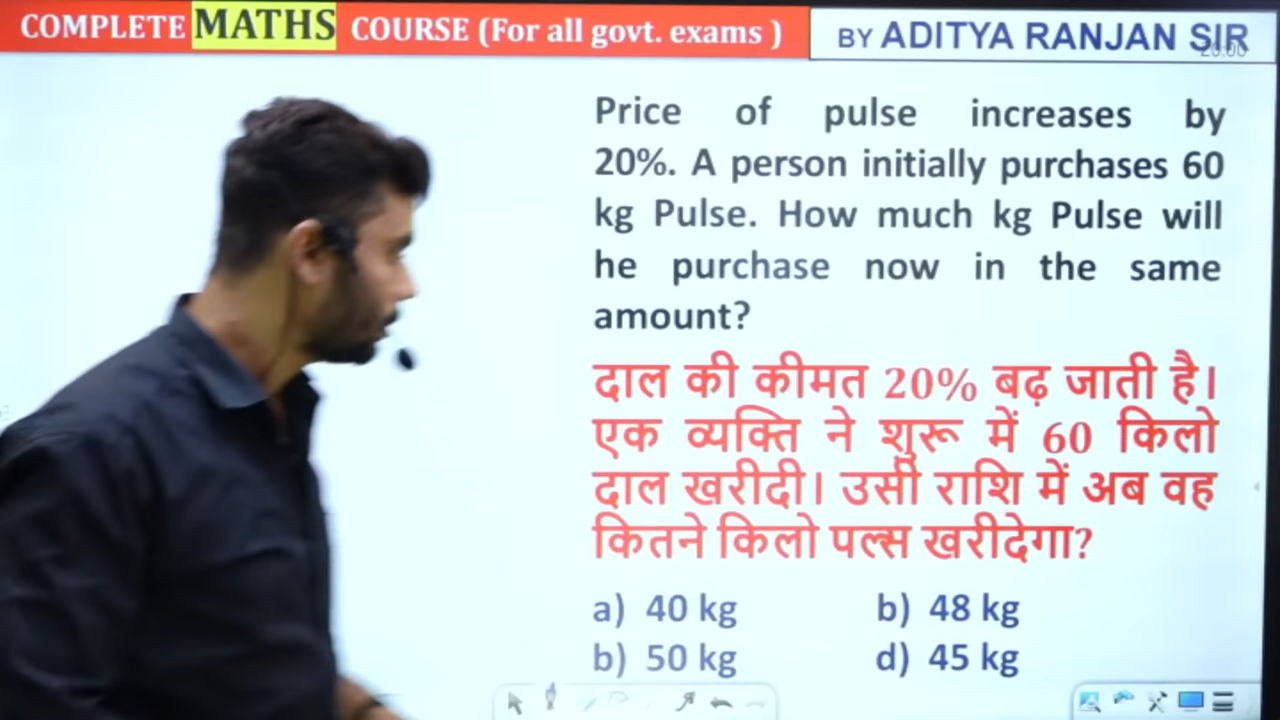 COMPLETE MATHS COURSE (For all govt. exams )
BY ADITYA RANJAN SIR
20:00
Price of pulse increases by
20%. A person initially purchases 60
kg Pulse. How much kg Pulse will
he purchase now in the same
amount?
दाल की कीमत 20% बढ़ जाती है।
एक व्यक्ति ने शुरू में 60 किलो
दाल खरीदी। उसी राशि में अब वह
कितने किलो पल्स खरीदेगा?
a) 40 kg b) 48 kg
b) 50 kg d) 45 kg